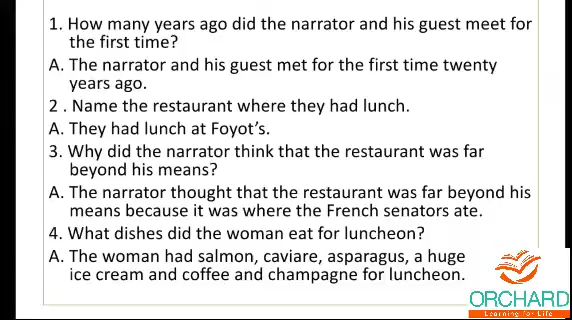 1. How many years ago did the narrator and his guest meet for
the first time?
A. The narrator and his guest met for the first time twenty
years ago.
2 . Name the restaurant where they had lunch.
A. They had lunch at Foyot's.
3. Why did the narrator think that the restaurant was far
beyond his means?
A. The narrator thought that the restaurant was far beyond his
means because it was where the French senators ate.
4. What dishes did the woman eat for luncheon?
A. The woman had salmon, caviare, asparagus, a huge
ice cream and coffee and champagne for luncheon.
ORCHARD
Learning for Life